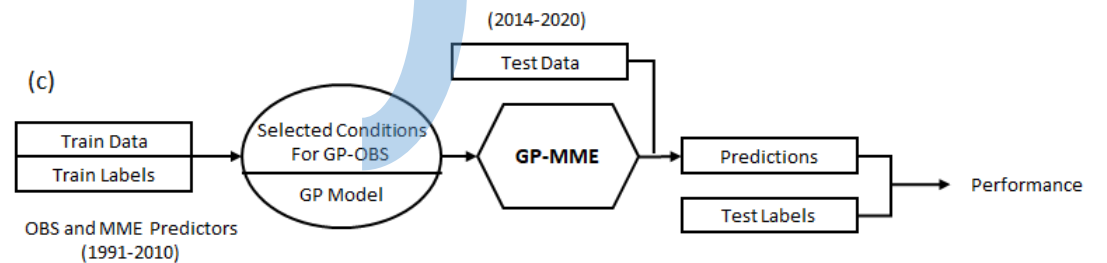 (2014-2020)
Test Data
(c)
Train Data
Train Labels
Selected Conditions
For GP-OBS
GP Model
GP-MME
Predictions
Test Labels
Performance
OBS and MME Predictors
(1991-2010)